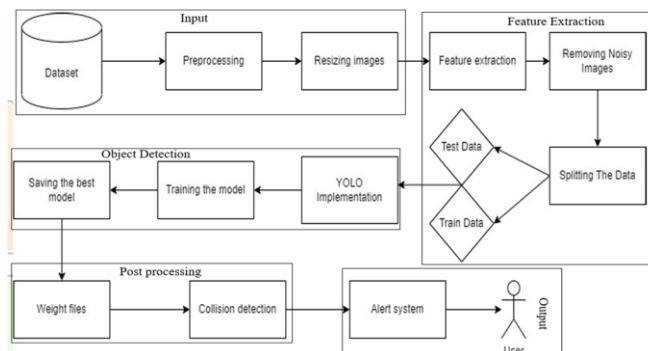 Input
Dataset
Preprocessing
Resizing images
Feature Extraction
Feature extraction
Removing Noisy
Images
Splitting The Data
Test Data
Train Data
Object Detection
YOLO
Implementation
Training the model
Saving the best
model
Post processing
Weight files
Collision detection
Alert system
Output
User